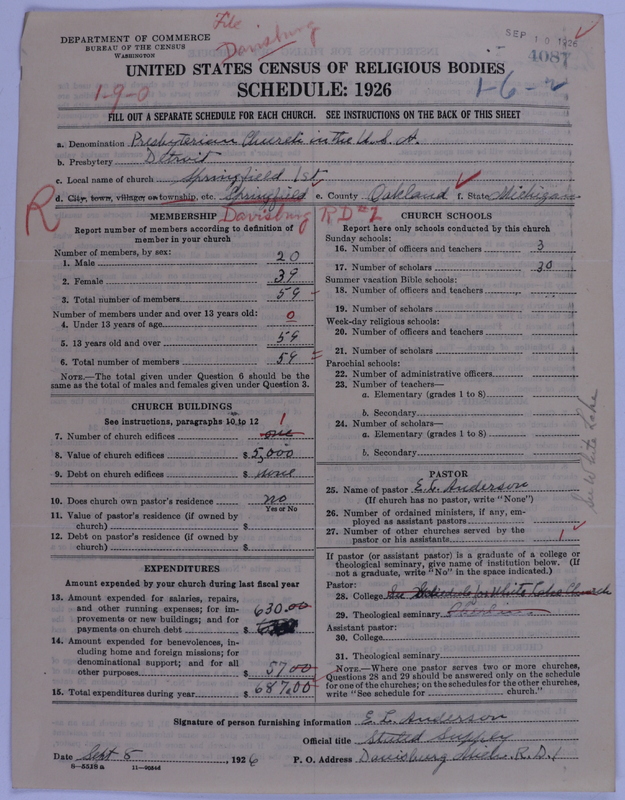 File
Davisburg
DEPARTMENT OF COMMERCE
BUREAU OF THE CENSUS
WASHINGTON
SEP 10 1926
4087
UNITED STATES CENSUS OF RELIGIOUS BODIES
SCHEDULE: 1926
1-9-0
1-6-2
FILL OUT A SEPARATE SCHEDULE FOR EACH CHURCH. SEE INSTRUCTIONS ON THE BACK OF THIS SHEET
a. Denomination Presbyterian Church in the U.S.A.
b. Presbytery Detroit
c. Local name of church Springfield 1st
d. City, town, village, or township, etc. Springfield e. County Oakland f. State Michigan
R Davisburg RD #2
MEMBERSHIP
Report number of members according to definition of member in your church
Number of members, by sex:
1. Male 20
2. Female 39
3. Total number of members 59
Number of members under and over 13 years old:
4. Under 13 years of age 0
5. 13 years old and over 59
6. Total number of members 59
NOTE.—The total given under Question 6 should be the same as the total of males and females given under Question 3.
CHURCH BUILDINGS
See instructions, paragraphs 10 to 12
7. Number of church edifices one 1
8. Value of church edifices $ 5,000
9. Debt on church edifices $ none
10. Does church own pastor's residence no
Yes or No
11. Value of pastor's residence (if owned by church) $
12. Debt on pastor's residence (if owned by church) $
EXPENDITURES
Amount expended by church during last fiscal year
13. Amount expended for salaries, repairs, and other running expenses; for improvements or new buildings; and for payments on church debt $ 630.00
14. Amount expended for benevolences, including home and foreign missions; for denominational support; and for all other purposes $ 57.00
15. Total expenditures during year $ 687.00
CHURCH SCHOOLS
Report here only schools conducted by this church
Sunday schools:
16. Number of officers and teachers 3
17. Number of scholars 30
Summer vacation Bible schools:
18. Number of officers and teachers
19. Number of scholars
Week-day religious schools:
20. Number of officers and teachers
21. Number of scholars
Parochial schools:
22. Number of administrative officers
23. Number of teachers—
a. Elementary (grades 1 to 8)
b. Secondary
24. Number of scholars—
a. Elementary (grades 1 to 8)
b. Secondary
see White Lake
PASTOR
25. Name of pastor E. L. Anderson
(If church has no pastor, write "None")
26. Number of ordained ministers, if any, employed as assistant pastors
27. Number of other churches served by the pastor or his assistants 1
If pastor (or assistant pastor) is a graduate of a college or theological seminary, give name of institution below. (If not a graduate, write "No" in the space indicated.)
Pastor:
28. College See Schedule for White Lake Church
29. Theological seminary
Assistant pastor:
30. College
31. Theological seminary
NOTE.—Where one pastor serves two or more churches, Questions 28 and 29 should be answered only on the schedule for one of the churches; on the schedules for the other churches, write "See schedule for ____ church."
Signature of person furnishing information E. L. Anderson
Official title Stated Supply
Date Sept 8, 1926 P. O. Address Davisburg Mich. R.D.1
8—5318 a 11—9264d